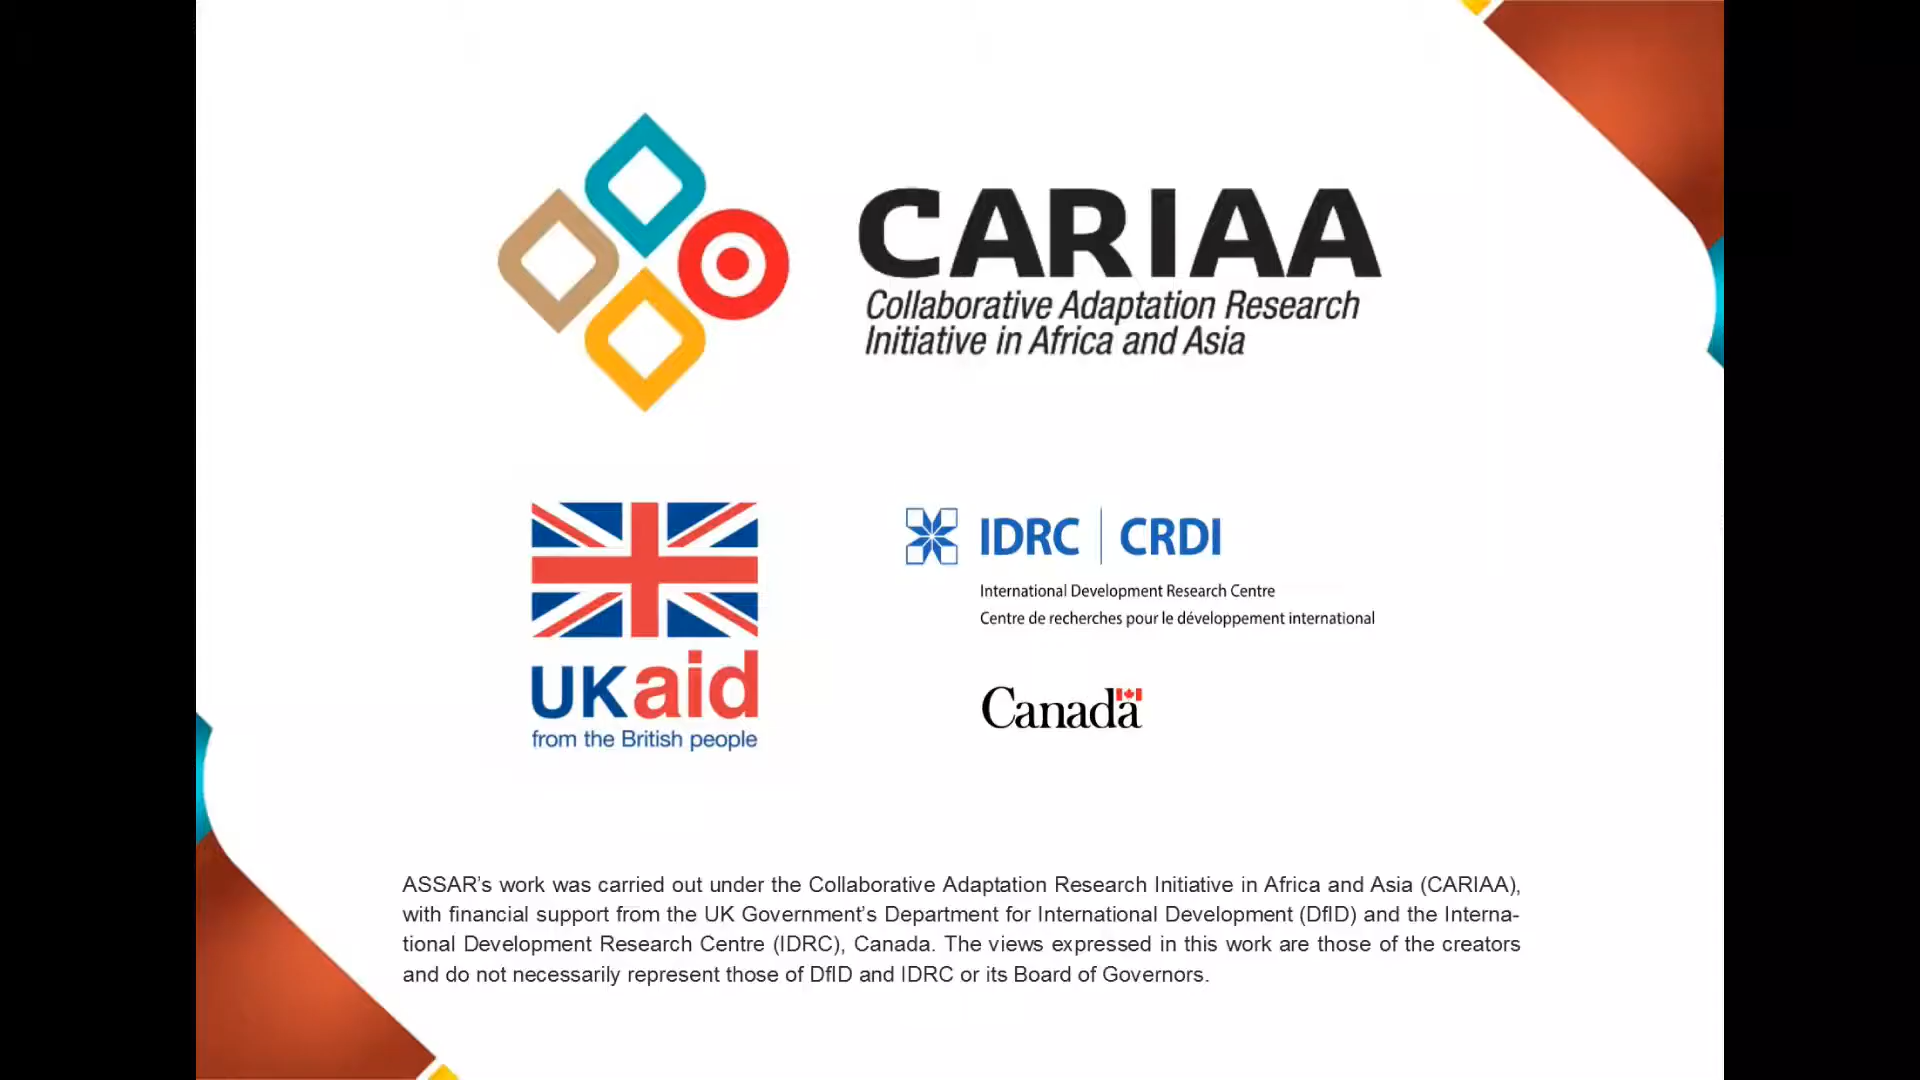 CARIAA
Collaborative Adaptation Research
Initiative in Africa and Asia
UKaid
from the British people
IDRC | CRDI
International Development Research Centre
Centre de recherches pour le développement international
Canada
ASSAR’s work was carried out under the Collaborative Adaptation Research Initiative in Africa and Asia (CARIAA),
with financial support from the UK Government’s Department for International Development (DfID) and the Interna-
tional Development Research Centre (IDRC), Canada. The views expressed in this work are those of the creators
and do not necessarily represent those of DfID and IDRC or its Board of Governors.